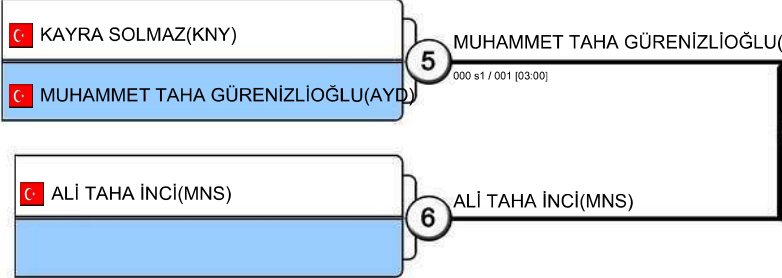 KAYRA SOLMAZ(KNY)
MUHAMMET TAHA GÜRENİZLİOĞLU(AYD)
5
MUHAMMET TAHA GÜRENİZLİOĞLU(
000 s1 / 001 [03:00]
ALİ TAHA İNCİ(MNS)
6
ALİ TAHA İNCİ(MNS)